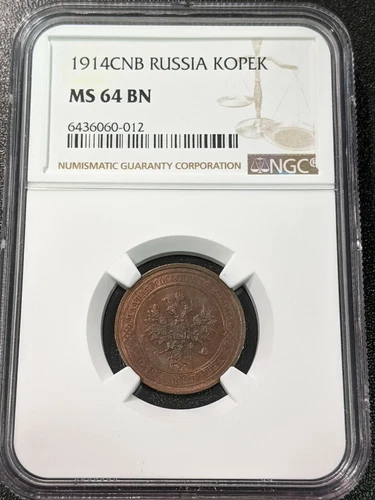 1914CNB RUSSIA KOPEK
MS 64 BN
6436060-012
NUMISMATIC GUARANTY CORPORATION NGC®